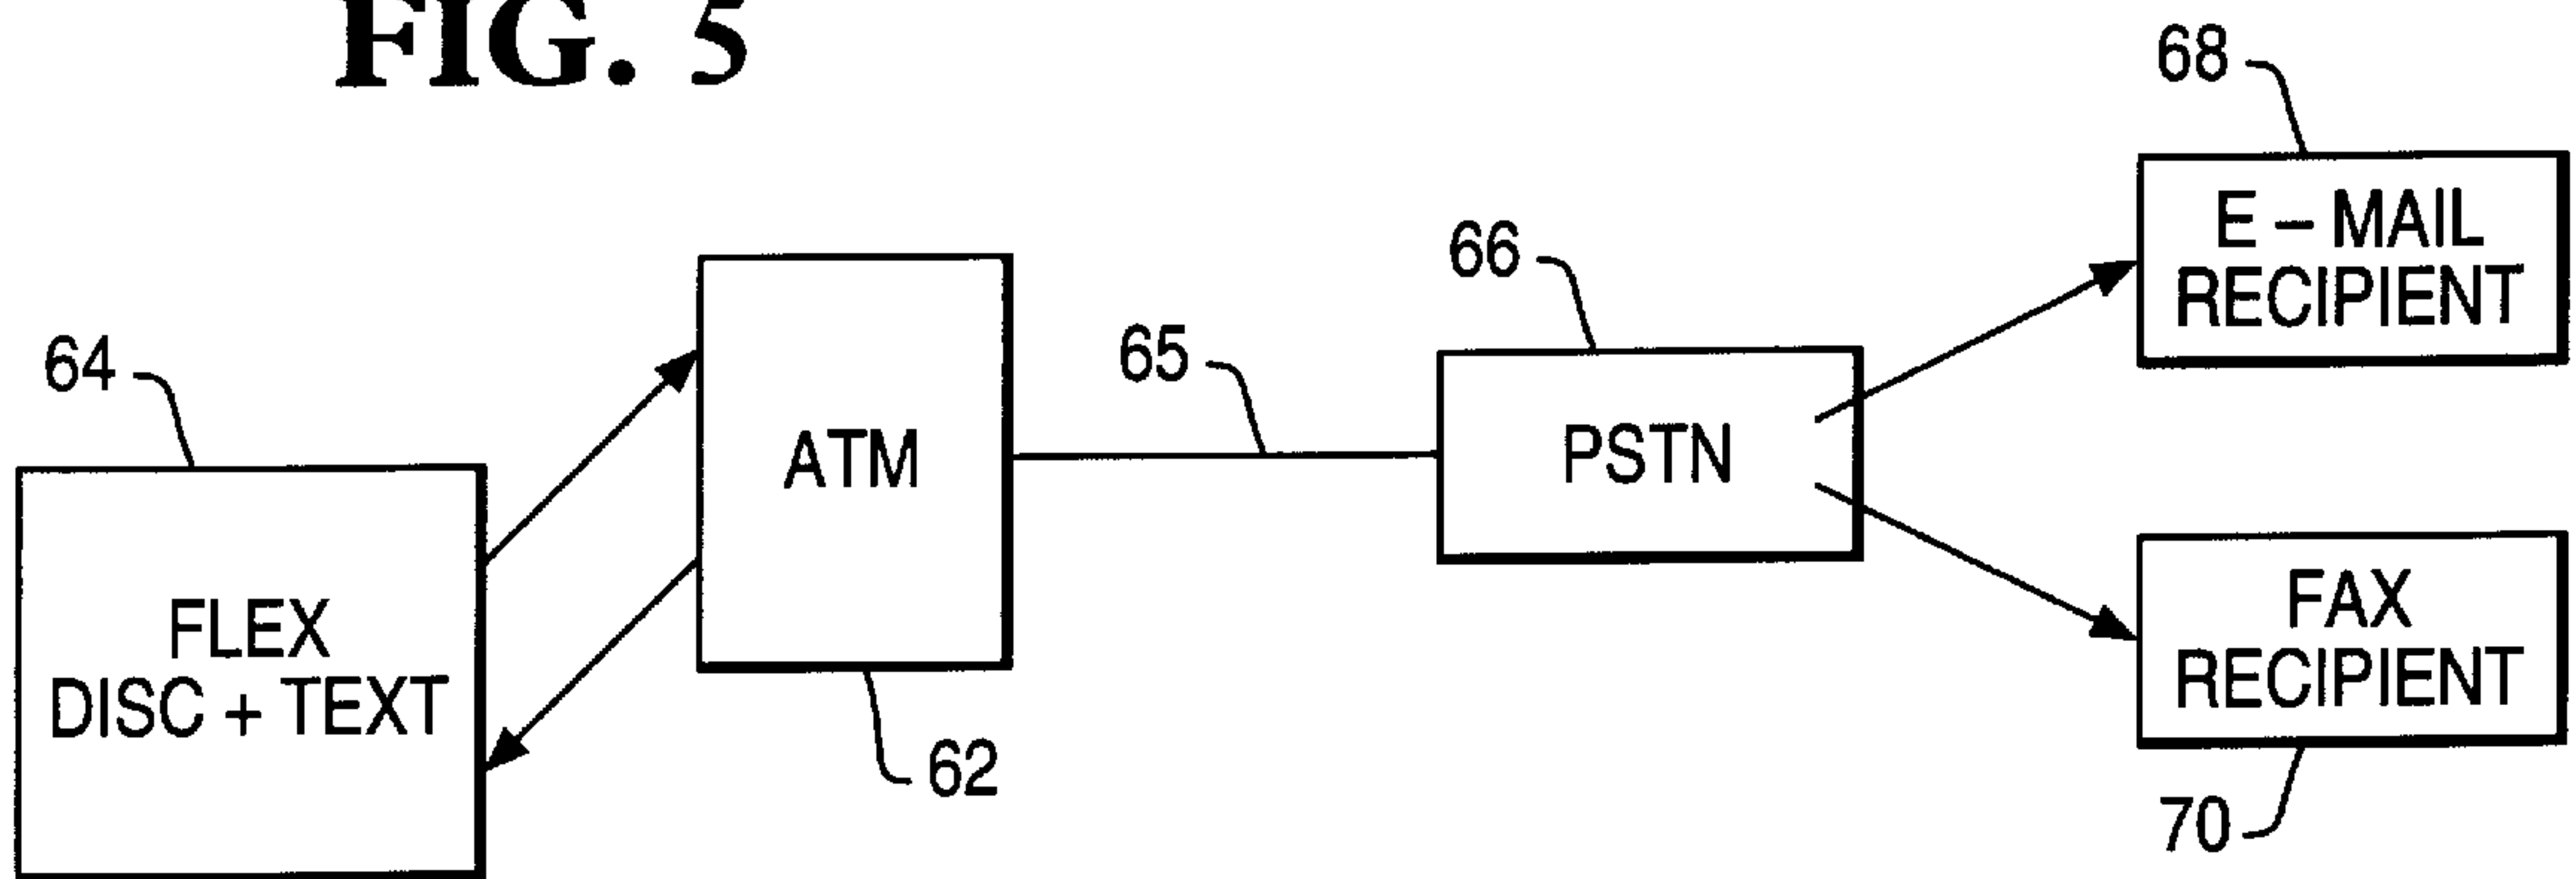 FIG. 5
68
E – MAIL
RECIPIENT
66
65
64
ATM
PSTN
FLEX
DISC + TEXT
62
FAX
RECIPIENT
70